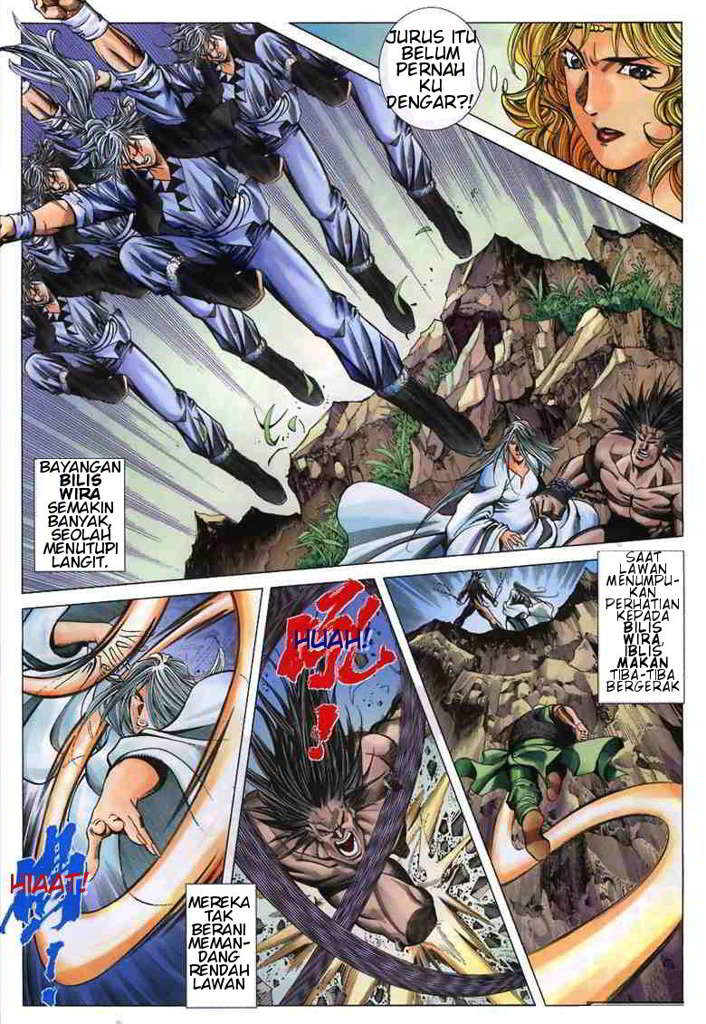 JURUS ITU
BELUM
PERNAH
KU
DENGAR?!
BAYANGAN
BILIS
WIRA
SEMAKIN
BANYAK,
SEOLAH
MENUTUPI
LANGIT.
SAAT
LAWAN
MENUMPU-
KAN
PERHATIAN
KEPADA
BILIS
WIRA
IBLIS
MAKAN
TIBA-TIBA
BERGERAK
HUAH!
吼!
HIAAT!
MEREKA
TAK
BERANI
MEMAN-
DANG
RENDAH
LAWAN